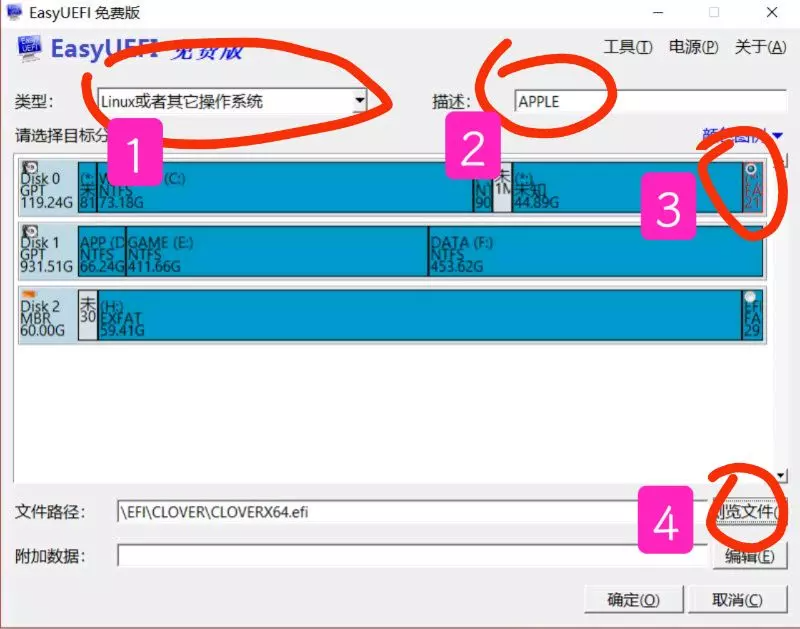 EasyUEFI 免费版
EasyUEFI 免费版
工具(T) 电源(P) 关于(A)
类型: Linux或者其它操作系统 描述: APPLE
1
2
请选择目标分
颜色图例
3
Disk 0
GPT
119.24G
NTFS
73.18G
(C:)
90
1M
(*:)
未知
44.89G
FA
21
Disk 1
GPT
931.51G
APP (D
NTFS
66.24G
GAME (E:)
NTFS
411.66G
DATA (F:)
NTFS
453.62G
Disk 2
MBR
60.00G
未
30
(H:)
EXFAT
59.41G
EFI
FA
29
4
文件路径: \EFI\CLOVER\CLOVERX64.efi 浏览文件(
附加数据: 编辑(E)
确定(O) 取消(C)